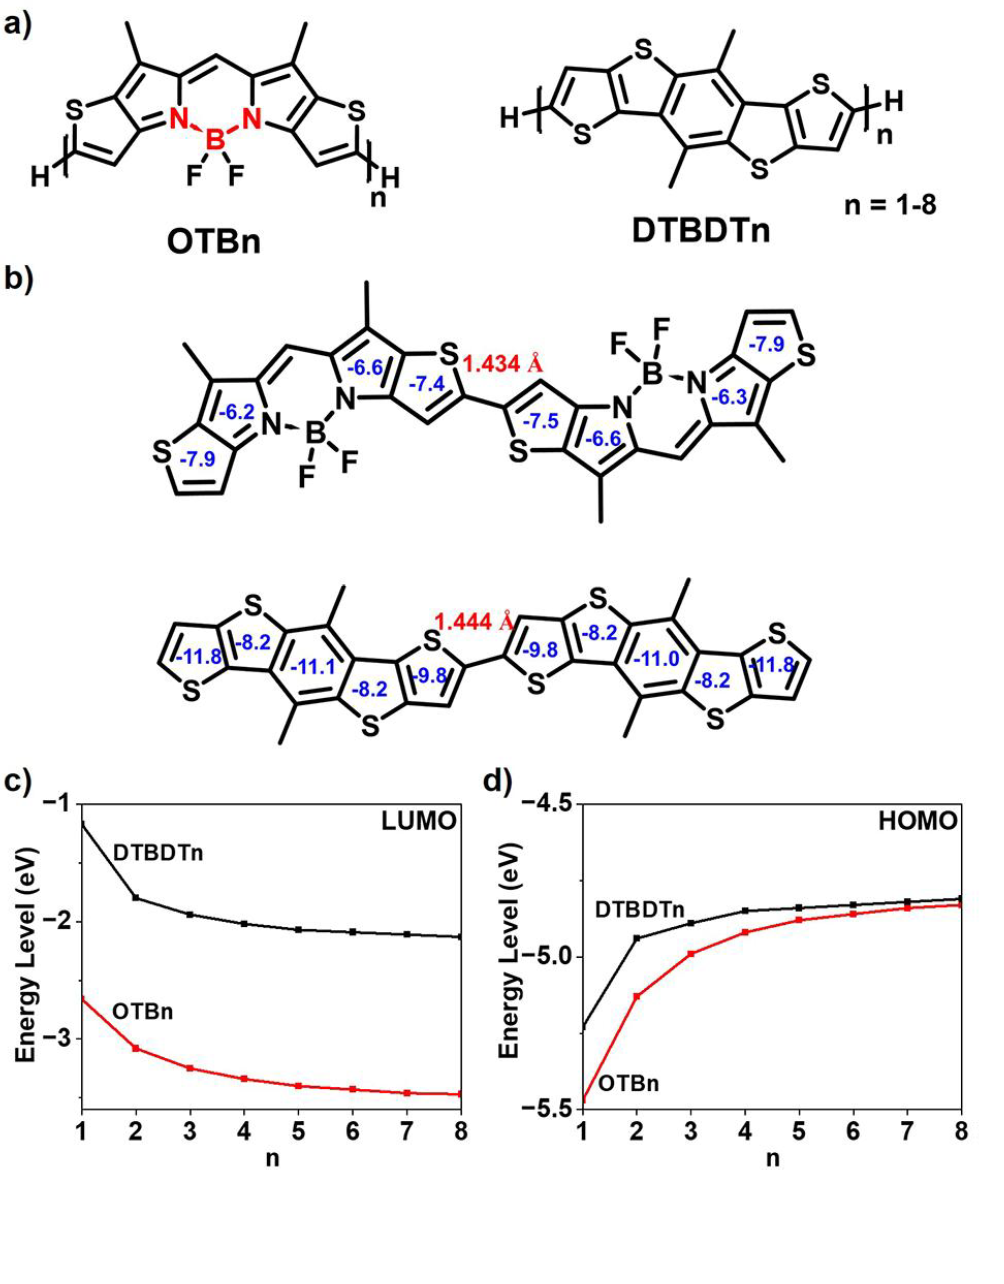 a)
S
N
N
S
B
F
F
H
H
n
OTBn
S
S
H
H
S
S
n
n = 1-8
DTBDTn
b)
F
F
-7.9
S
1.434 Å
-6.6
-7.4
B
N
S
-6.3
N
-6.2
N
B
-7.5
N
-6.6
S
-7.9
F
F
S
S
-8.2
1.444 Å
S
S
-8.2
S
-11.8
-11.1
-9.8
-9.8
-11.0
-11.8
S
-8.2
S
-8.2
S
S
c)
−1
LUMO
DTBDTn
−2
OTBn
−3
Energy Level (eV)
1 2 3 4 5 6 7 8
n
d)
−4.5
HOMO
DTBDTn
−5.0
OTBn
−5.5
Energy Level (eV)
1 2 3 4 5 6 7 8
n